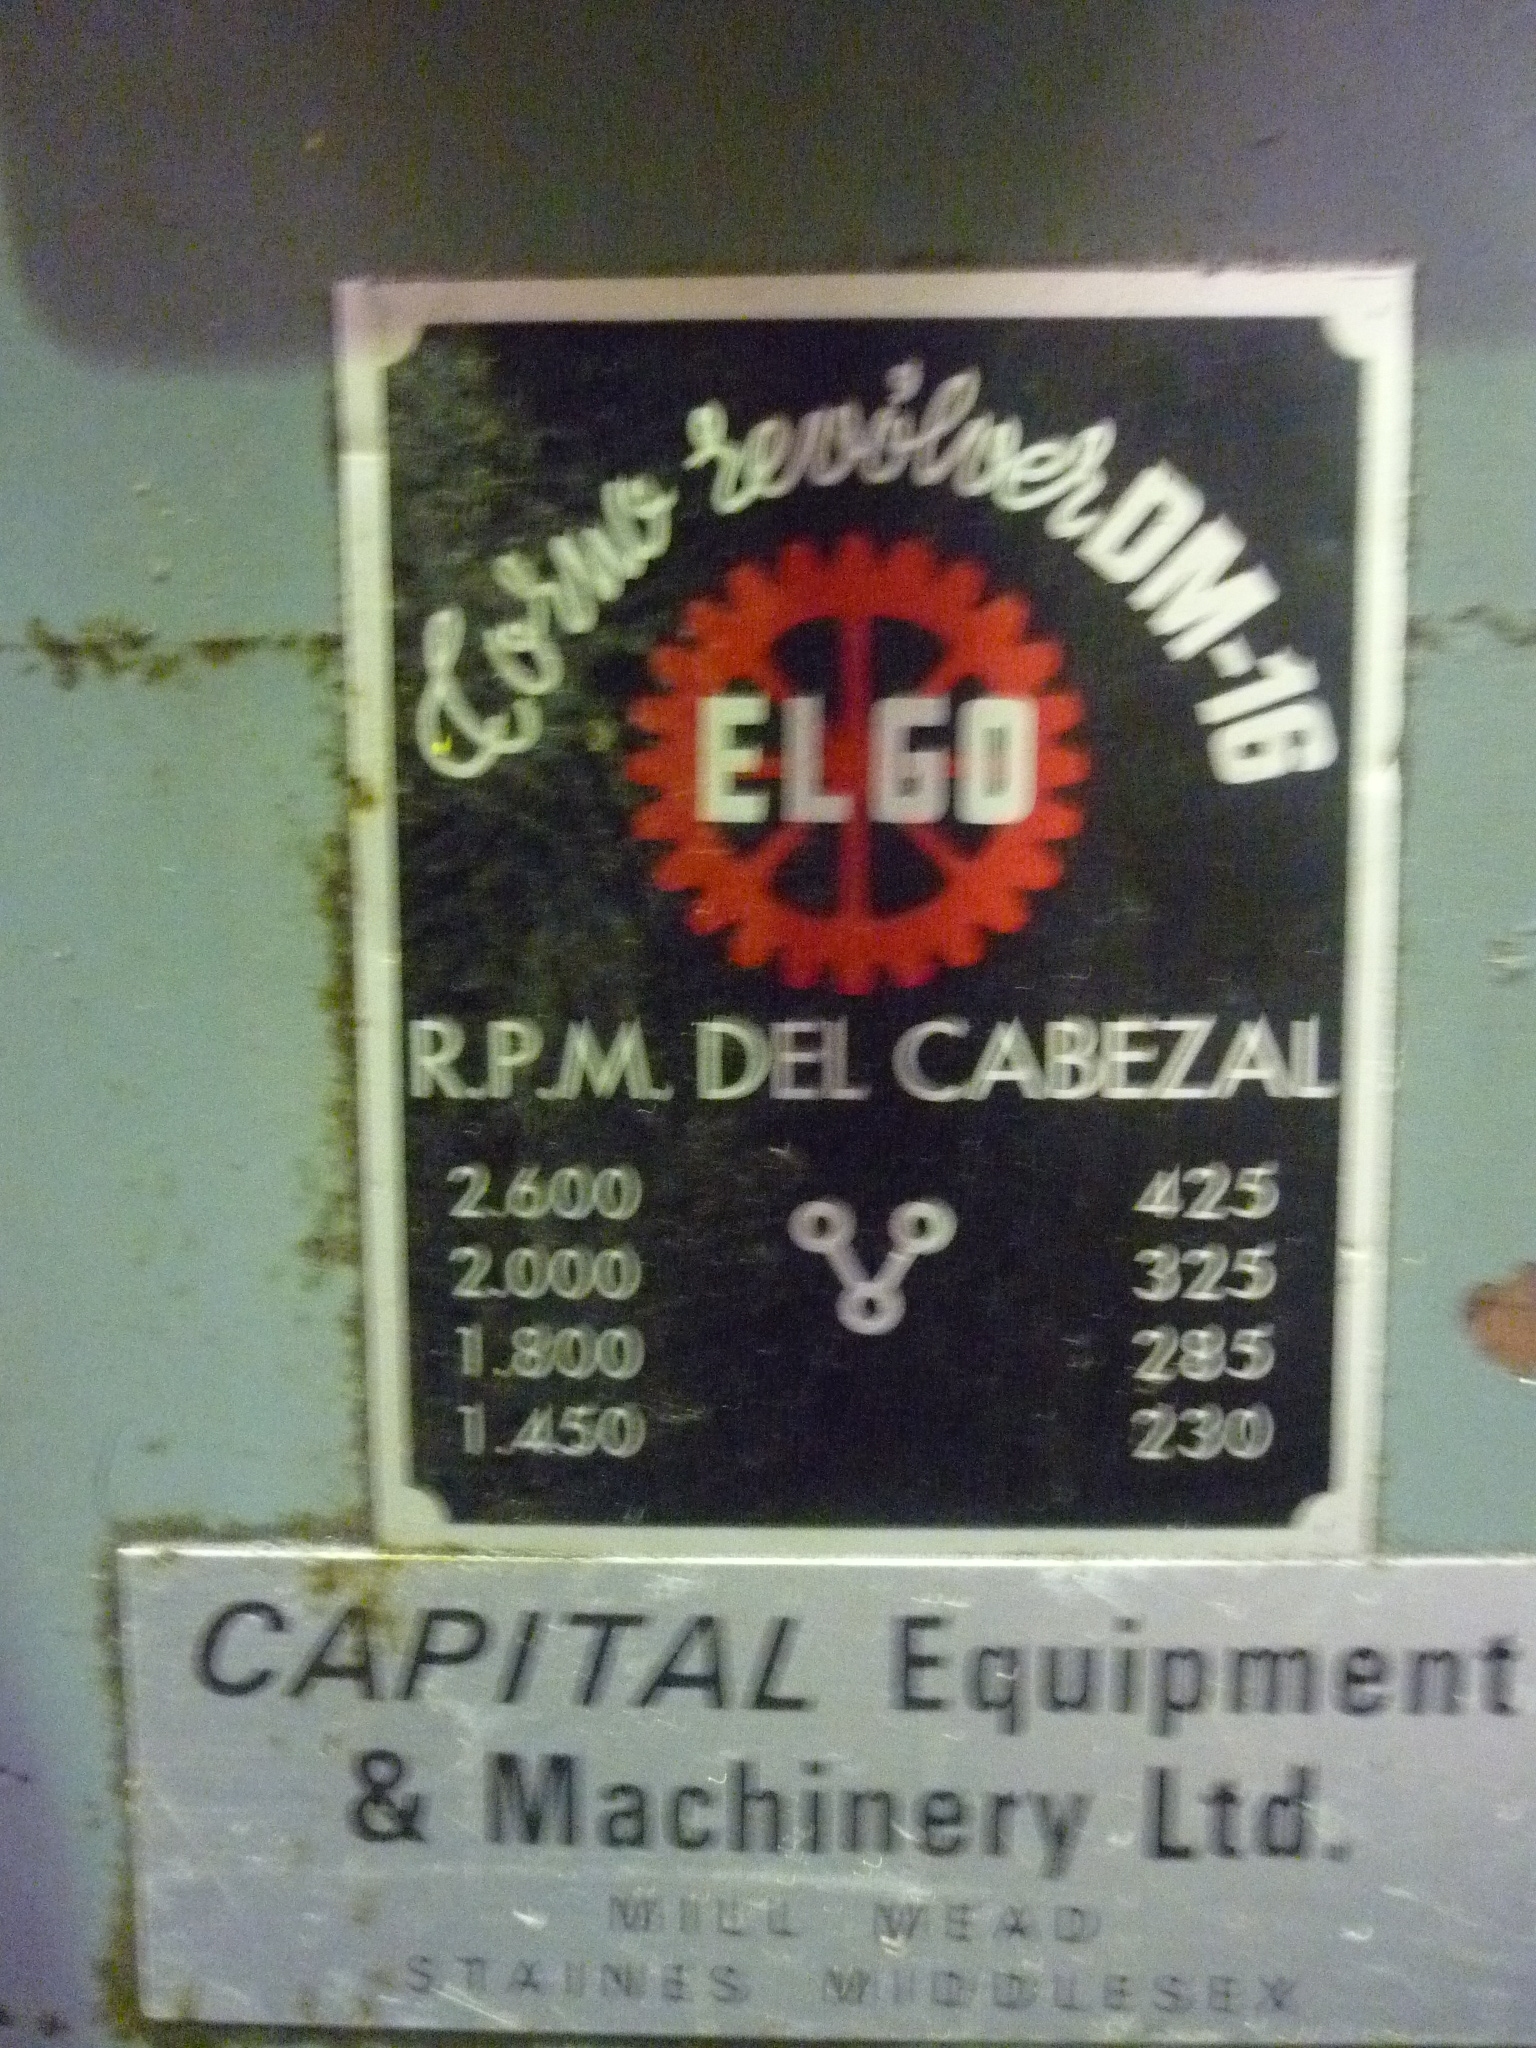 Torno revólver DM-16
ELGO
R.P.M. DEL CABEZAL
2.600 425
2.000 325
1.800 285
1.450 230
CAPITAL Equipment
& Machinery Ltd.
MILL MEAD
STAINES MIDDLESEX